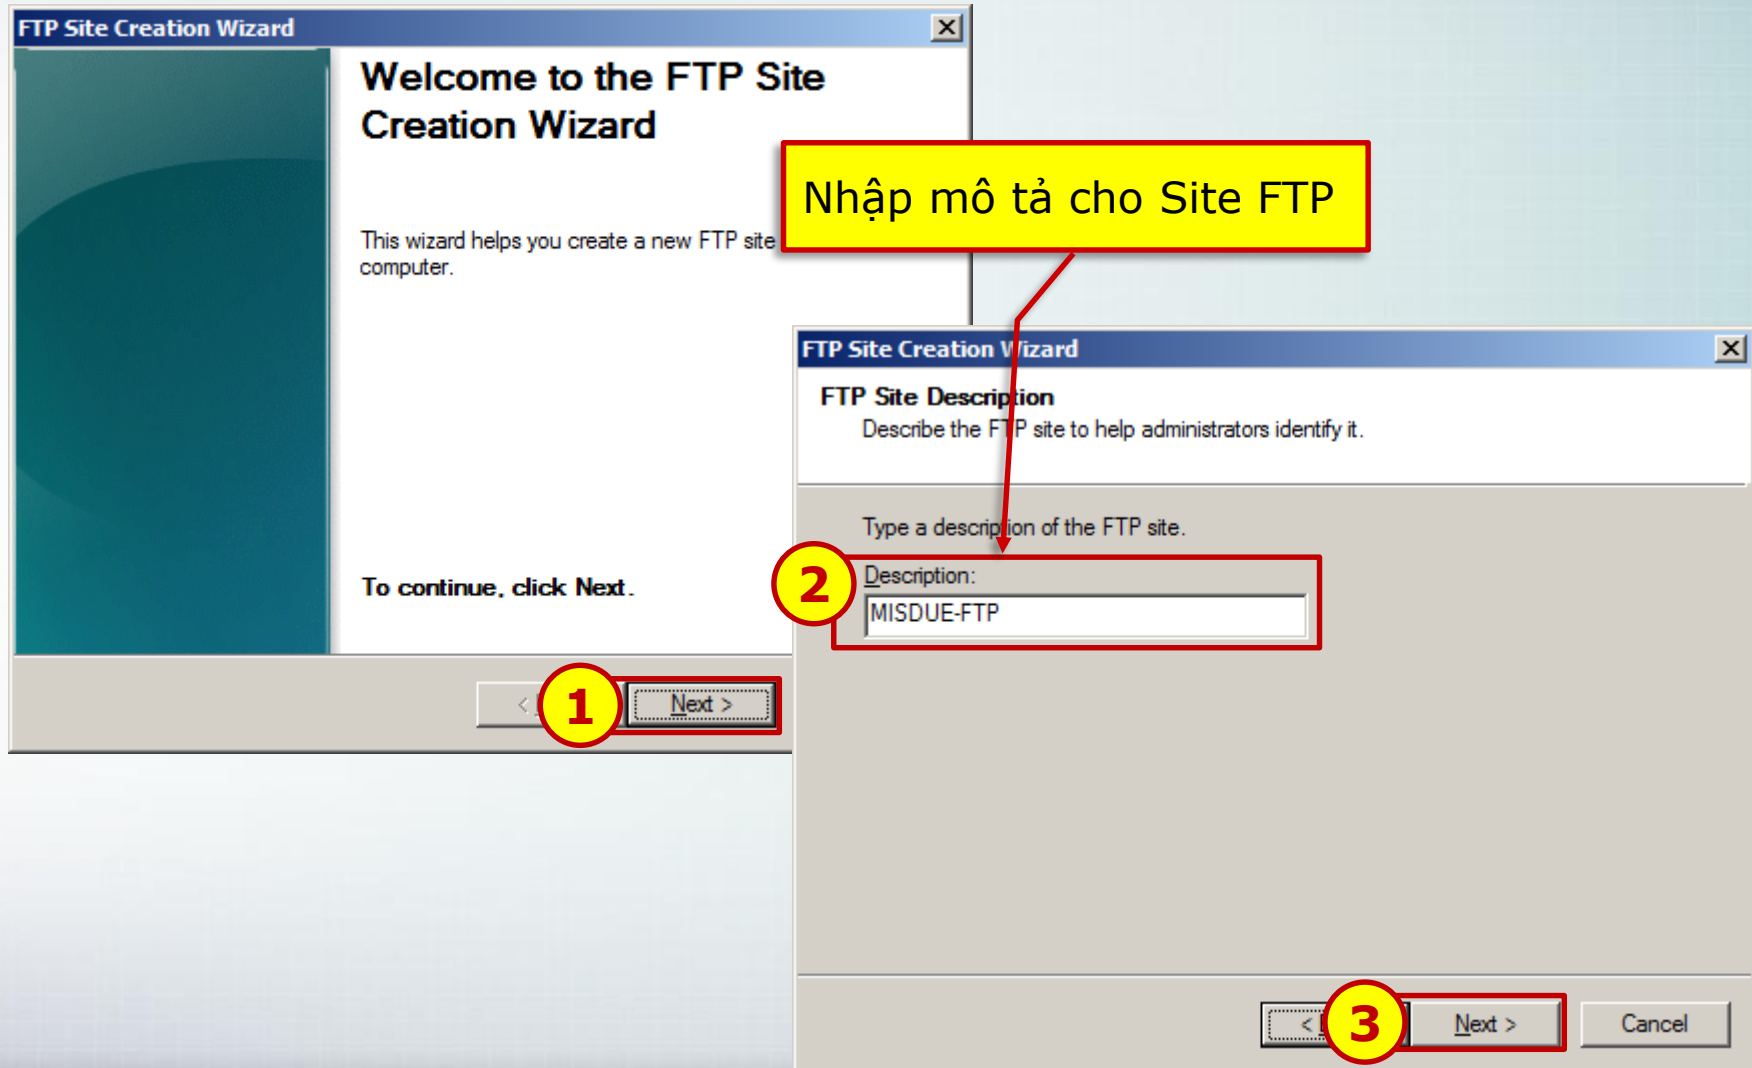 FTP Site Creation Wizard
Welcome to the FTP Site
Creation Wizard
This wizard helps you create a new FTP site
computer.
To continue, click Next.
<
1
Next >
Nhập mô tả cho Site FTP
FTP Site Creation Wizard
FTP Site Description
Describe the FTP site to help administrators identify it.
Type a description of the FTP site.
2
Description:
MISDUE-FTP
<
3
Next >
Cancel